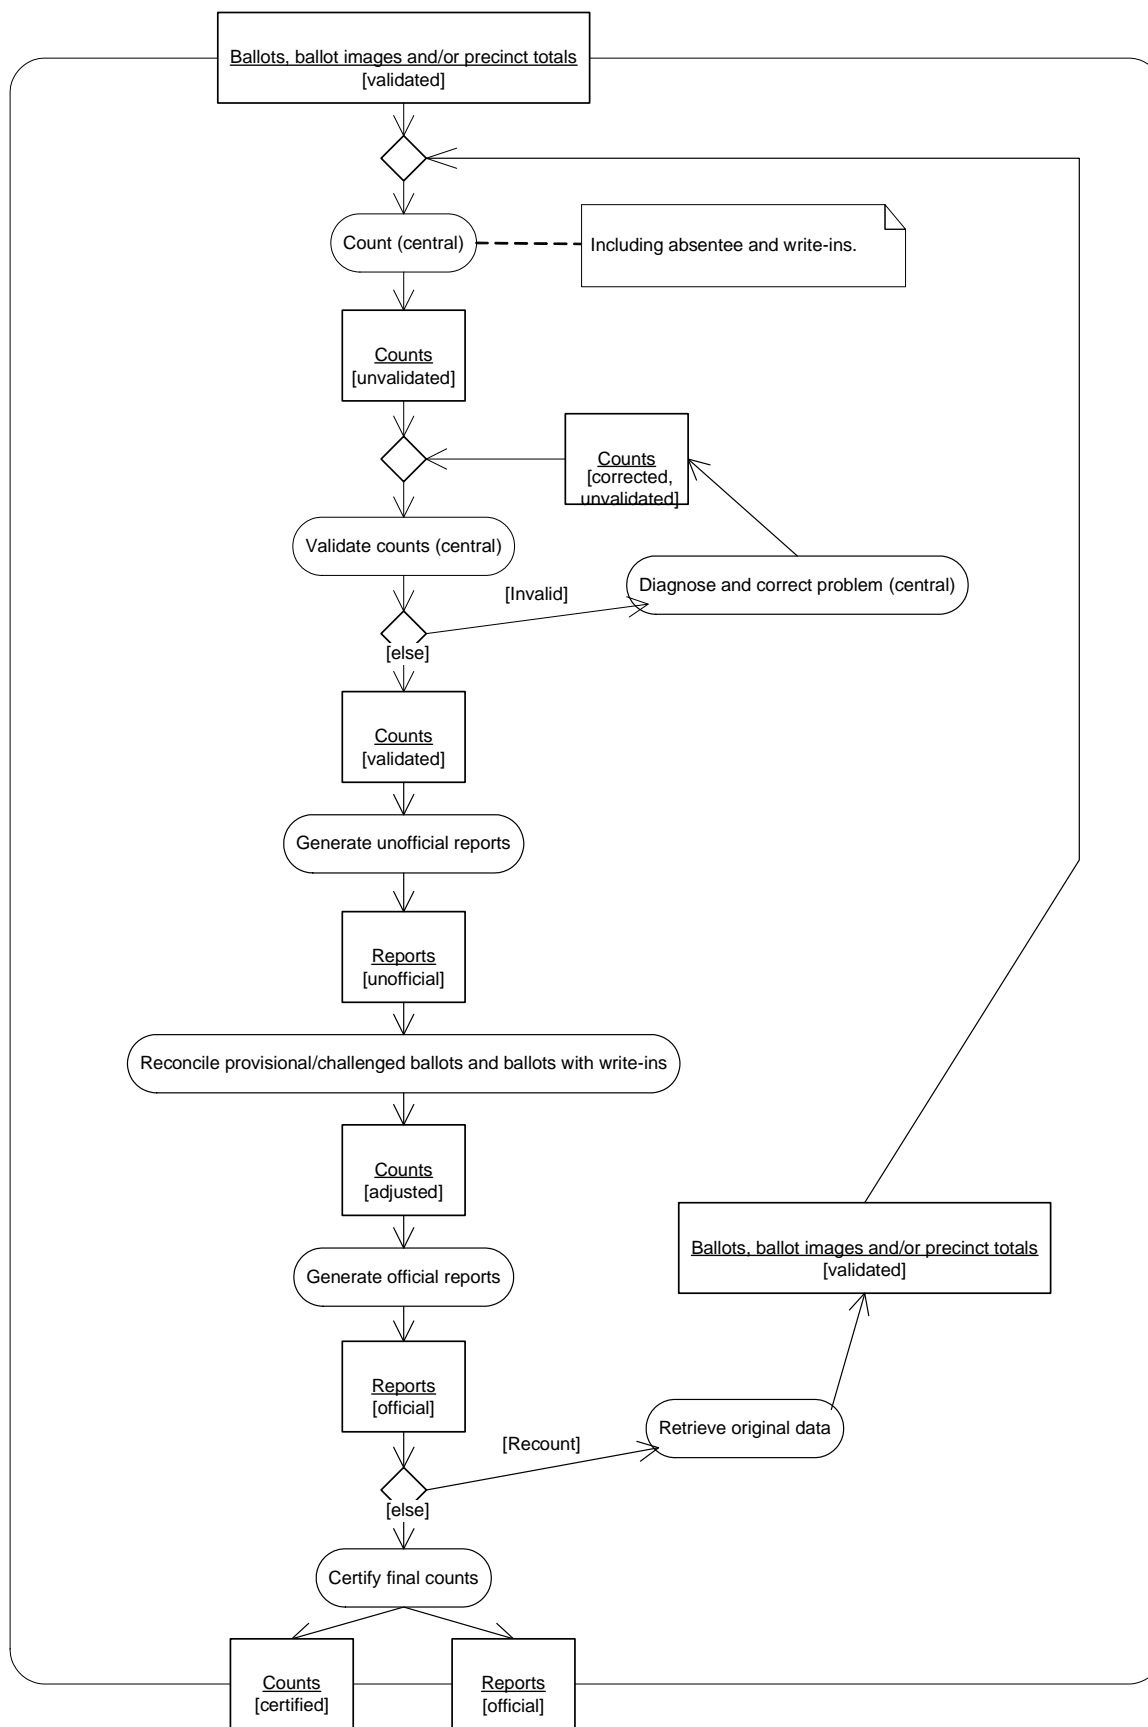 Ballots, ballot images and/or precinct totals
[validated]
Count (central)
Including absentee and write-ins.
Counts
[unvalidated]
Counts
[corrected,
unvalidated]
Validate counts (central)
[Invalid]
Diagnose and correct problem (central)
[else]
Counts
[validated]
Generate unofficial reports
Reports
[unofficial]
Reconcile provisional/challenged ballots and ballots with write-ins
Counts
[adjusted]
Ballots, ballot images and/or precinct totals
[validated]
Generate official reports
Reports
[official]
Retrieve original data
[Recount]
[else]
Certify final counts
Counts
[certified]
Reports
[official]